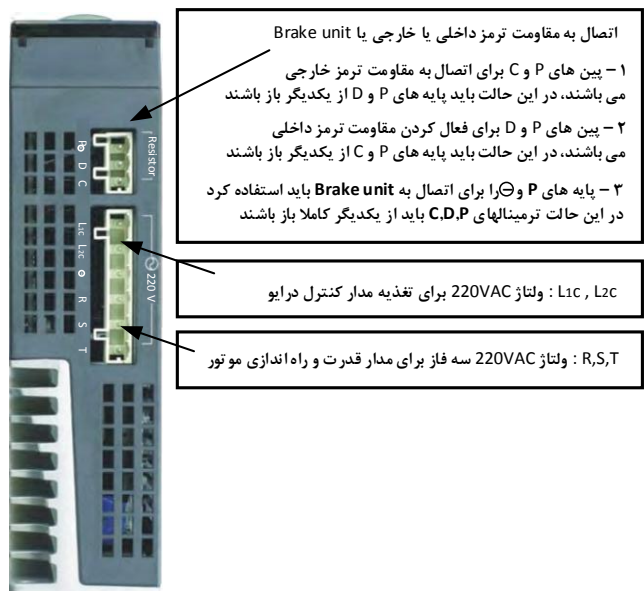 اتصال به مقاومت ترمز داخلی یا خارجی یا Brake unit
۱ – پین های P و C برای اتصال به مقاومت ترمز خارجی
می باشند، در این حالت باید پایه های P و D از یکدیگر باز باشند
۲ – پین های P و D برای فعال کردن مقاومت ترمز داخلی
می باشند، در این حالت باید پایه های P و C از یکدیگر باز باشند
۳ – پایه های P و ⊖ را برای اتصال به Brake unit باید استفاده کرد
در این حالت ترمینالهای C,D,P باید از یکدیگر کاملا باز باشند
L1C , L2C : ولتاژ 220VAC برای تغذیه مدار کنترل درایو
R,S,T : ولتاژ 220VAC سه فاز برای مدار قدرت و راه اندازی موتور
Resistor
D
C
L1C
L2C
220 V
R
S
T